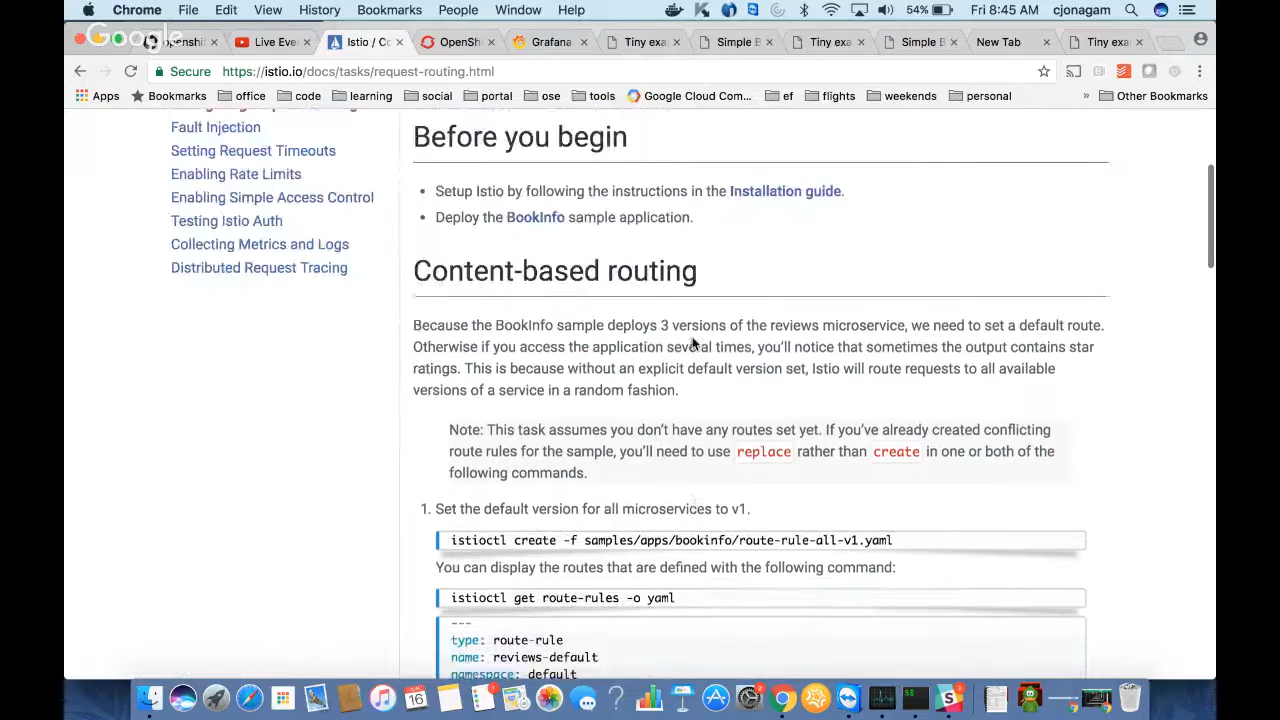 Chrome File Edit View History Bookmarks People Window Help 54% Fri 8:45 AM cjonagam
Google
openshif Live Eve Istio / Co OpenShi Grafana Tiny exa Simple B Tiny exa Simple B New Tab Tiny exa
Secure https://istio.io/docs/tasks/request-routing.html
Apps Bookmarks office code learning social portal ose tools Google Cloud Com... df flights weekends personal » Other Bookmarks
Fault Injection
Setting Request Timeouts
Enabling Rate Limits
Enabling Simple Access Control
Testing Istio Auth
Collecting Metrics and Logs
Distributed Request Tracing
Before you begin
• Setup Istio by following the instructions in the Installation guide.
• Deploy the BookInfo sample application.
Content-based routing
Because the BookInfo sample deploys 3 versions of the reviews microservice, we need to set a default route.
Otherwise if you access the application several times, you’ll notice that sometimes the output contains star
ratings. This is because without an explicit default version set, Istio will route requests to all available
versions of a service in a random fashion.
Note: This task assumes you don’t have any routes set yet. If you’ve already created conflicting
route rules for the sample, you’ll need to use replace rather than create in one or both of the
following commands.
1. Set the default version for all microservices to v1.
istioctl create -f samples/apps/bookinfo/route-rule-all-v1.yaml
You can display the routes that are defined with the following command:
istioctl get route-rules -o yaml
---
type: route-rule
name: reviews-default
namespace: default